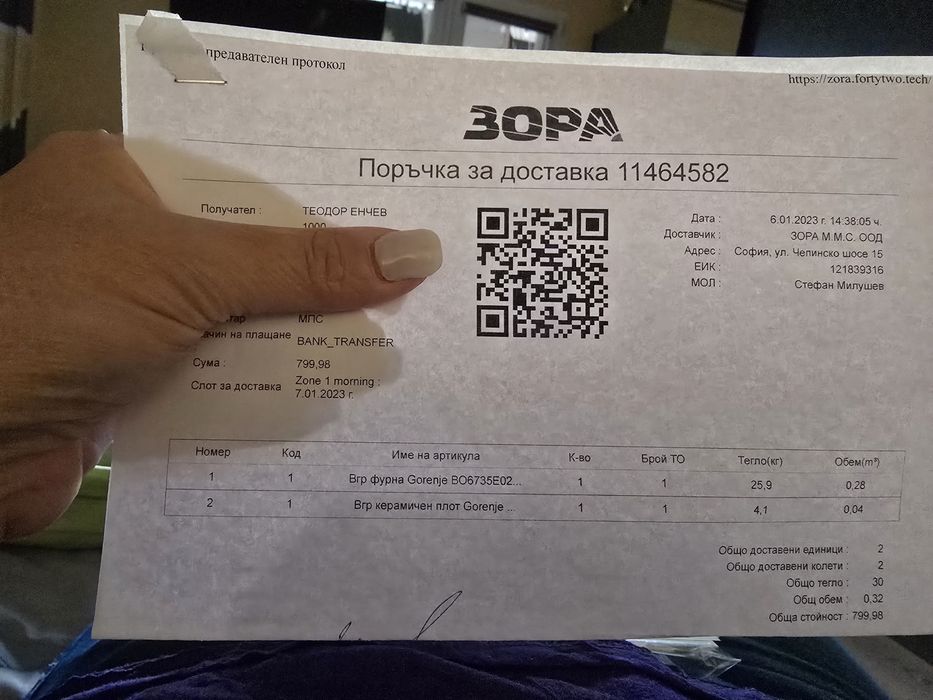 предавателен протокол
https://zora.fortytwo.tech/
ЗОРА
Поръчка за доставка 11464582
Получател : ТЕОДОР ЕНЧЕВ
1000
МПС
начин на плащане BANK_TRANSFER
Сума : 799,98
Слот за доставка Zone 1 morning :
7.01.2023 г.
Дата : 6.01.2023 г. 14:38:05 ч.
Доставчик : ЗОРА М.М.С. ООД
Адрес : София, ул. Чепинско шосе 15
ЕИК : 121839316
МОЛ : Стефан Милушев
Номер Код Име на артикула К-во Брой ТО Тегло(кг) Обем(m³)
1 1 Вгр фурна Gorenje BO6735E02... 1 1 25,9 0,28
2 1 Вгр керамичен плот Gorenje ... 1 1 4,1 0,04
Общо доставени единици : 2
Общо доставени колети : 2
Общо тегло : 30
Общ обем : 0,32
Обща стойност : 799,98